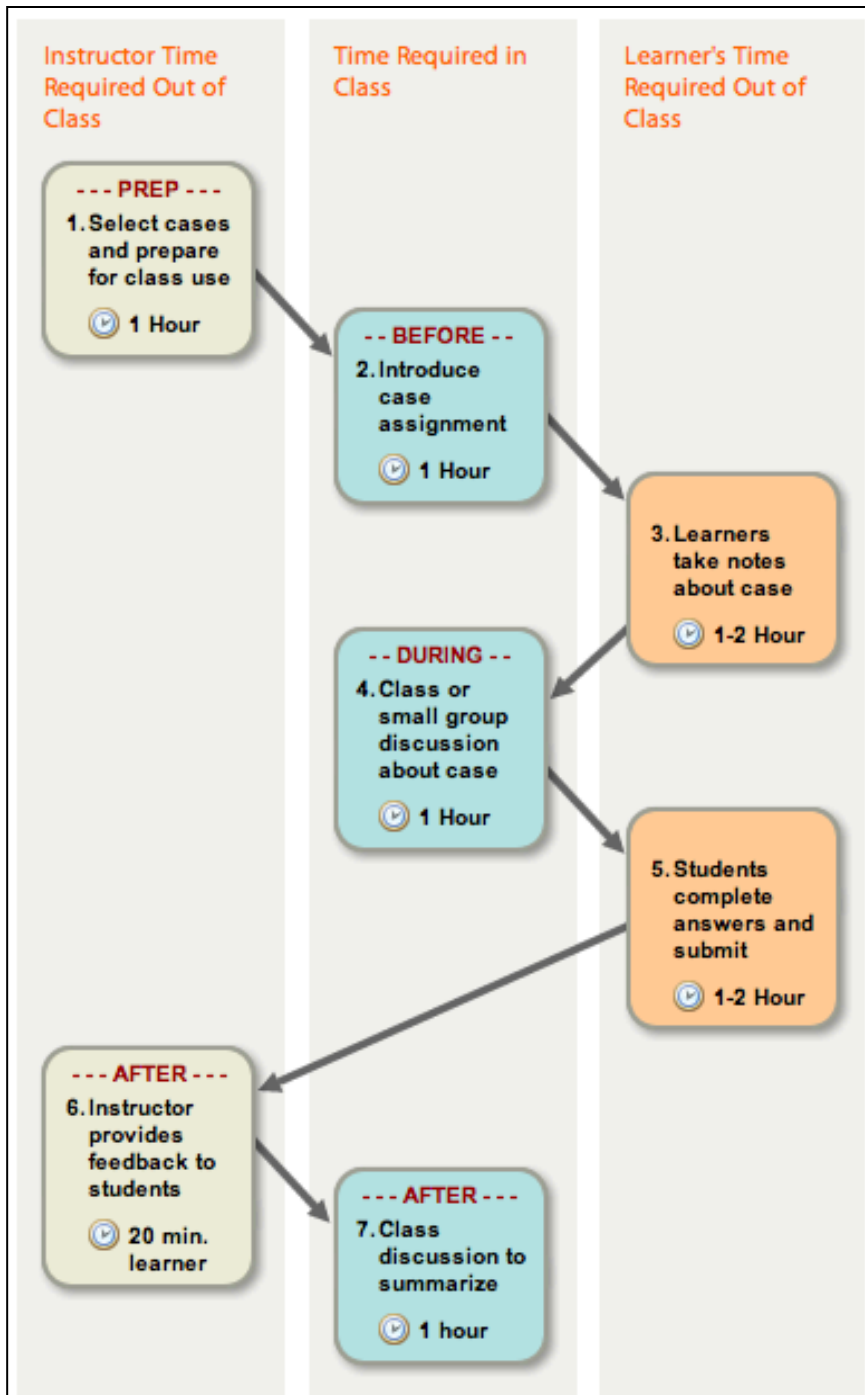 Instructor Time
Required Out of
Class
Time Required in
Class
Learner's Time
Required Out of
Class
- - - PREP - - -
1. Select cases
and prepare
for class use
1 Hour
- - BEFORE - -
2. Introduce
case
assignment
1 Hour
3. Learners
take notes
about case
1-2 Hour
- - DURING - -
4. Class or
small group
discussion
about case
1 Hour
5. Students
complete
answers and
submit
1-2 Hour
- - - AFTER - - -
6. Instructor
provides
feedback to
students
20 min.
learner
- - - AFTER - - -
7. Class
discussion to
summarize
1 hour